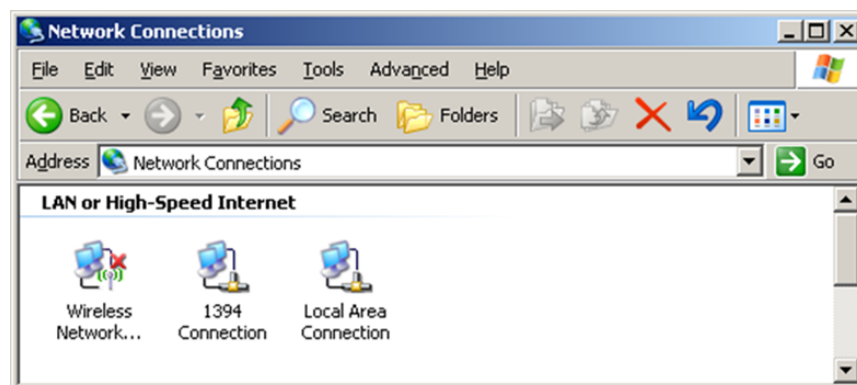 Network Connections
File Edit View Favorites Tools Advanced Help
Back Search Folders
Address Network Connections Go
LAN or High-Speed Internet
Wireless Network...
1394 Connection
Local Area Connection